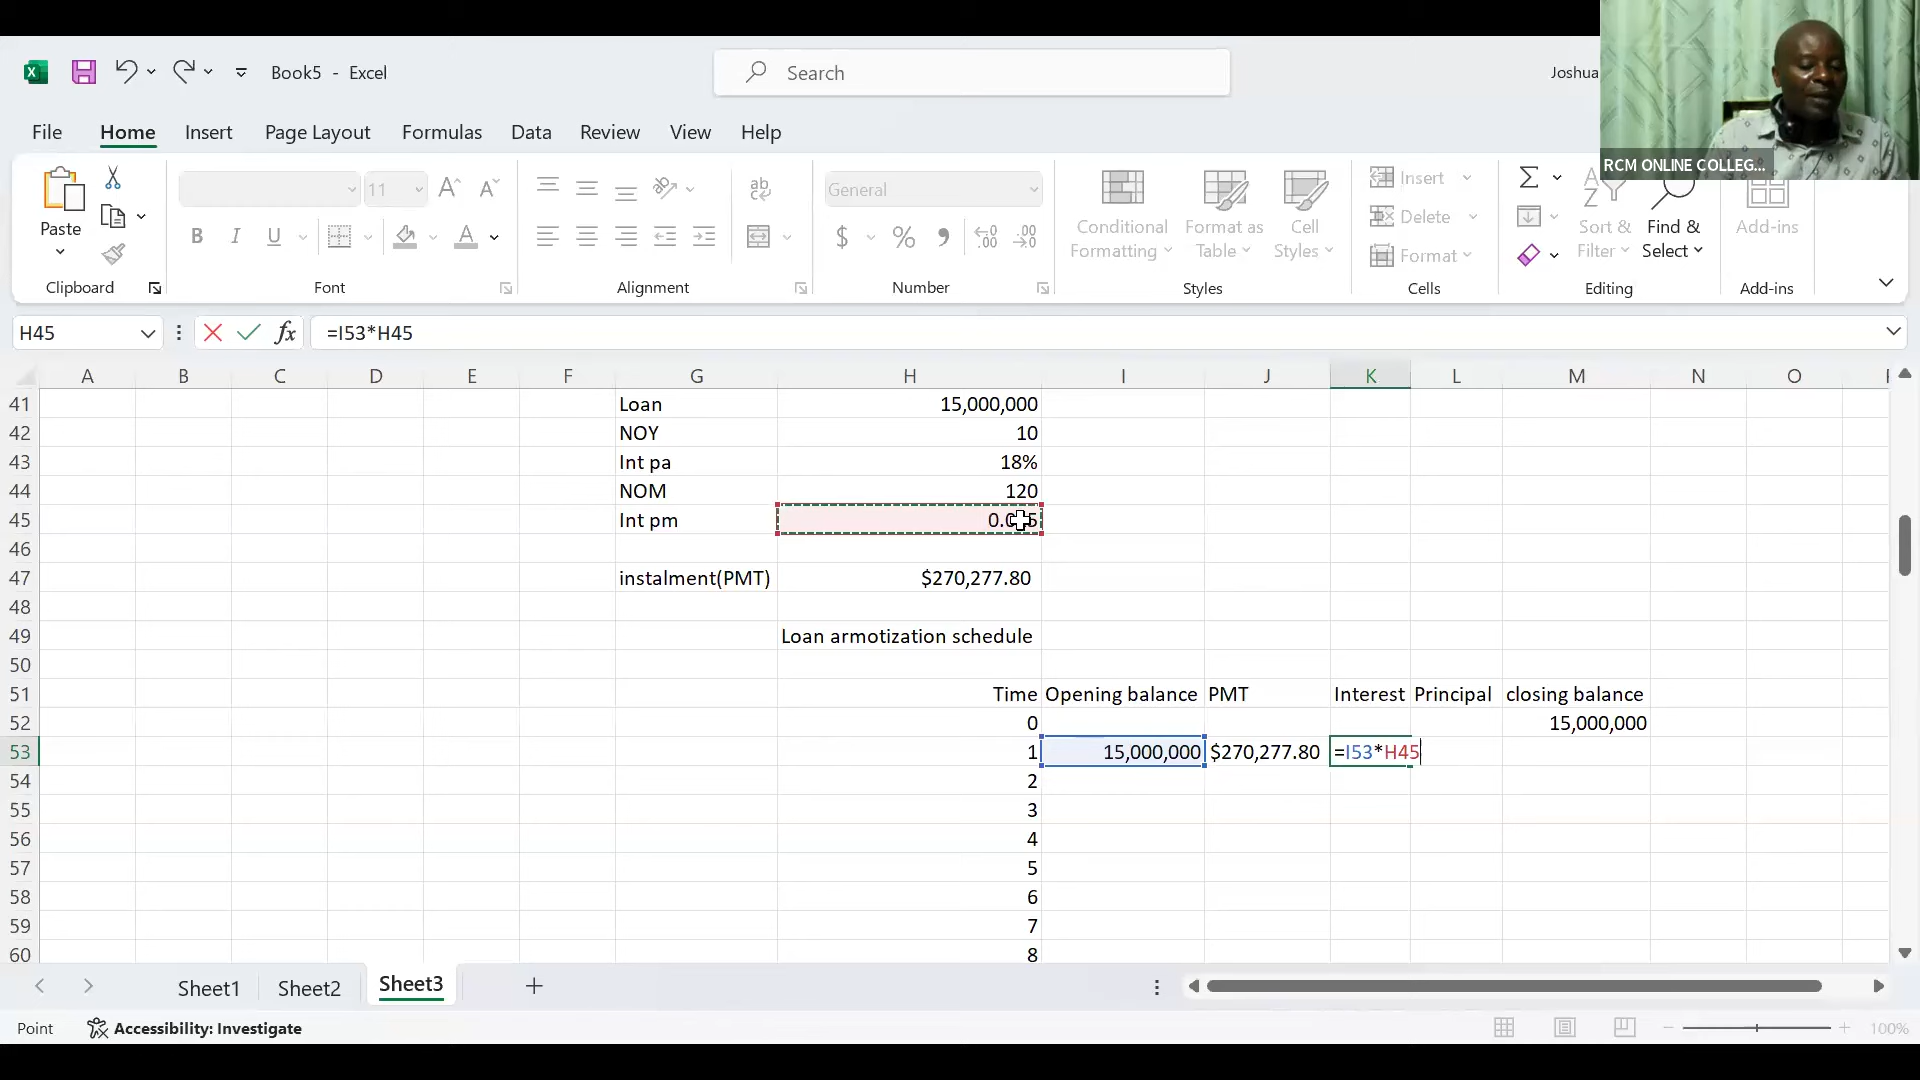 Book5 - Excel
Search
Joshua
RCM ONLINE COLLEG...
File Home Insert Page Layout Formulas Data Review View Help
Paste
Clipboard
11
B I U
Font
ab
Alignment
General
$ %
Number
Conditional Formatting
Format as Table
Cell Styles
Styles
Insert
Delete
Format
Cells
Sort & Filter
Find & Select
Editing
Add-ins
Add-ins
H45
fx
=I53*H45
A B C D E F G H I J K L M N O
41 Loan 15,000,000
42 NOY 10
43 Int pa 18%
44 NOM 120
45 Int pm
46
47 instalment(PMT) $270,277.80
48
49 Loan armotization schedule
50
51 Time Opening balance PMT Interest Principal closing balance
52 0 15,000,000
53 1 15,000,000 $270,277.80 =I53*H45
54 2
55 3
56 4
57 5
58 6
59 7
60 8
Sheet1 Sheet2 Sheet3
Point Accessibility: Investigate 100%